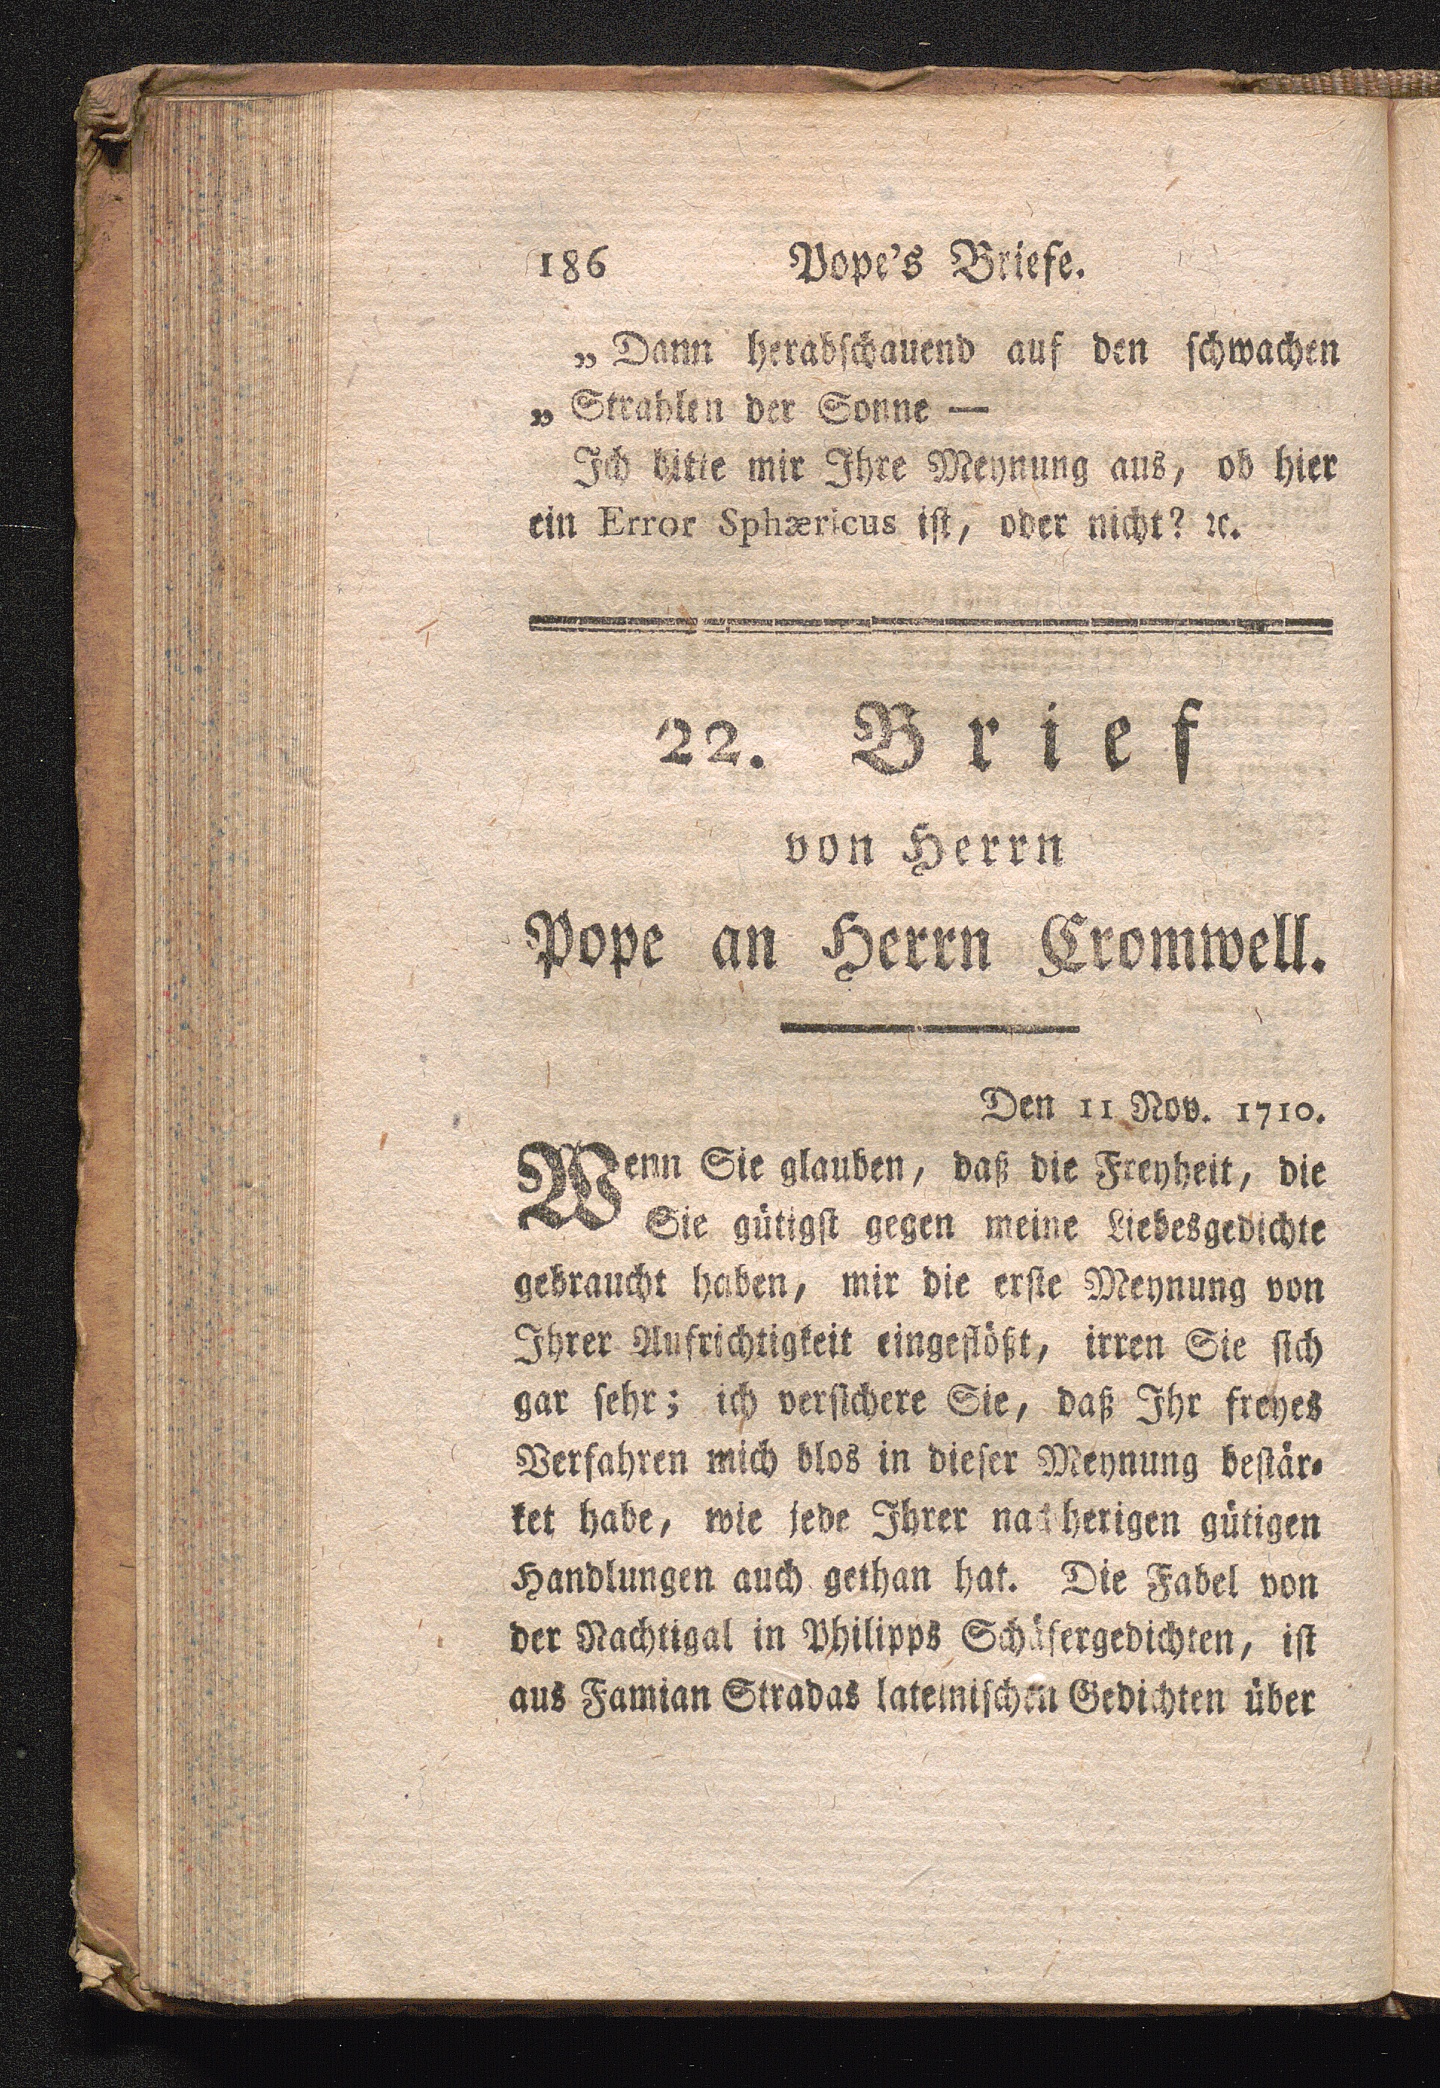 186 Pope's Briefe.
„ Dann herabschauend auf den schwachen
„ Strahlen der Sonne —
Ich bitte mir Ihre Meynung aus, ob hier
ein Error Sphæricus ist, oder nicht? ꝛc.
22. Brief
von Herrn
Pope an Herrn Cromwell.
Den 11 Nov. 1710.
Wenn Sie glauben, daß die Freyheit, die
Sie gütigst gegen meine Liebesgedichte
gebraucht haben, mir die erste Meynung von
Ihrer Aufrichtigkeit eingeflößt, irren Sie sich
gar sehr; ich versichere Sie, daß Ihr freyes
Verfahren mich blos in dieser Meynung bestär-
ket habe, wie jede Ihrer nachherigen gütigen
Handlungen auch gethan hat. Die Fabel von
der Nachtigal in Philipps Schäfergedichten, ist
aus Famian Stradas lateinischen Gedichten über